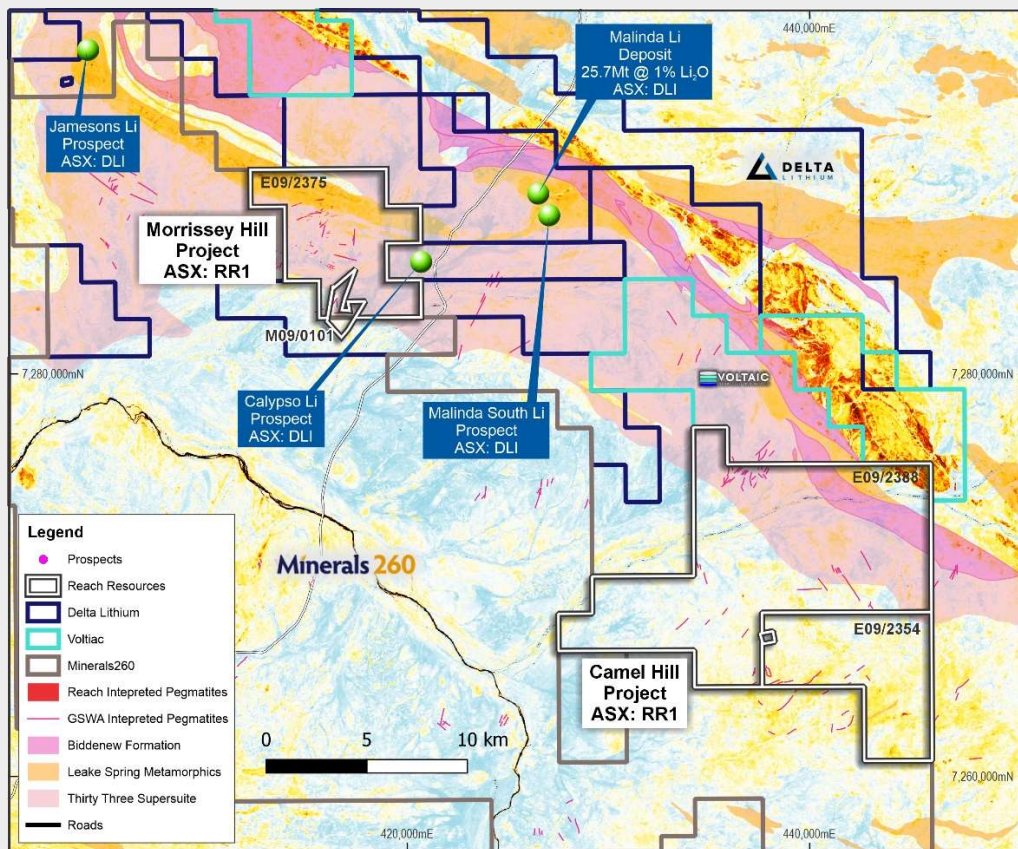 440,000mE
Malinda Li
Deposit
25.7Mt @ 1% Li₂O
ASX: DLI
Jamesons Li
Prospect
ASX: DLI
DELTA
LITHIUM
E09/2375
Morrissey Hill
Project
ASX: RR1
M09/0101
7,280,000mN
7,280,000mN
VOLTAIC
Calypso Li
Prospect
ASX: DLI
Malinda South Li
Prospect
ASX: DLI
E09/2388
Legend
Prospects
Reach Resources
Delta Lithium
Voltiac
Minerals260
Reach Intepreted Pegmatites
GSWA Intepreted Pegmatites
Biddenew Formation
Leake Spring Metamorphics
Thirty Three Supersuite
Roads
Minerals 260
E09/2354
Camel Hill
Project
ASX: RR1
0 5 10 km
7,260,000mN
420,000mE
440,000mE